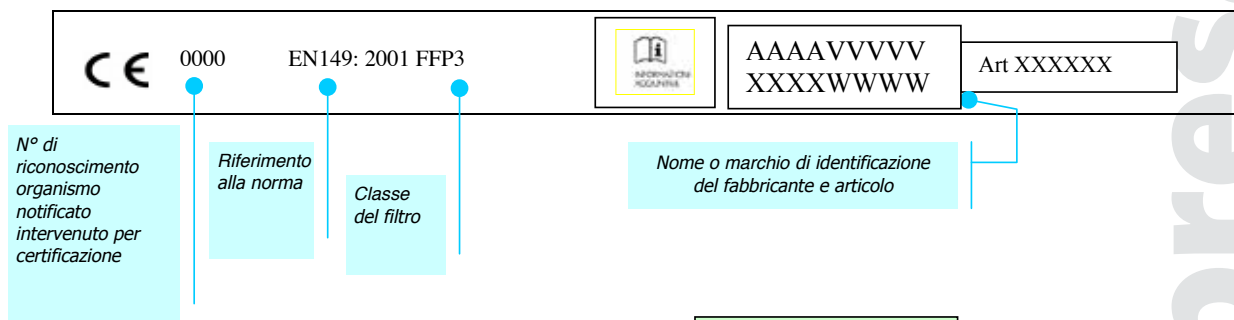 CE 0000 EN149: 2001 FFP3
AAAAVVVVV
XXXXWWWW
Art XXXXXX
N° di
riconoscimento
organismo
notificato
intervenuto per
certificazione
Riferimento
alla norma
Classe
del filtro
Nome o marchio di identificazione
del fabbricante e articolo